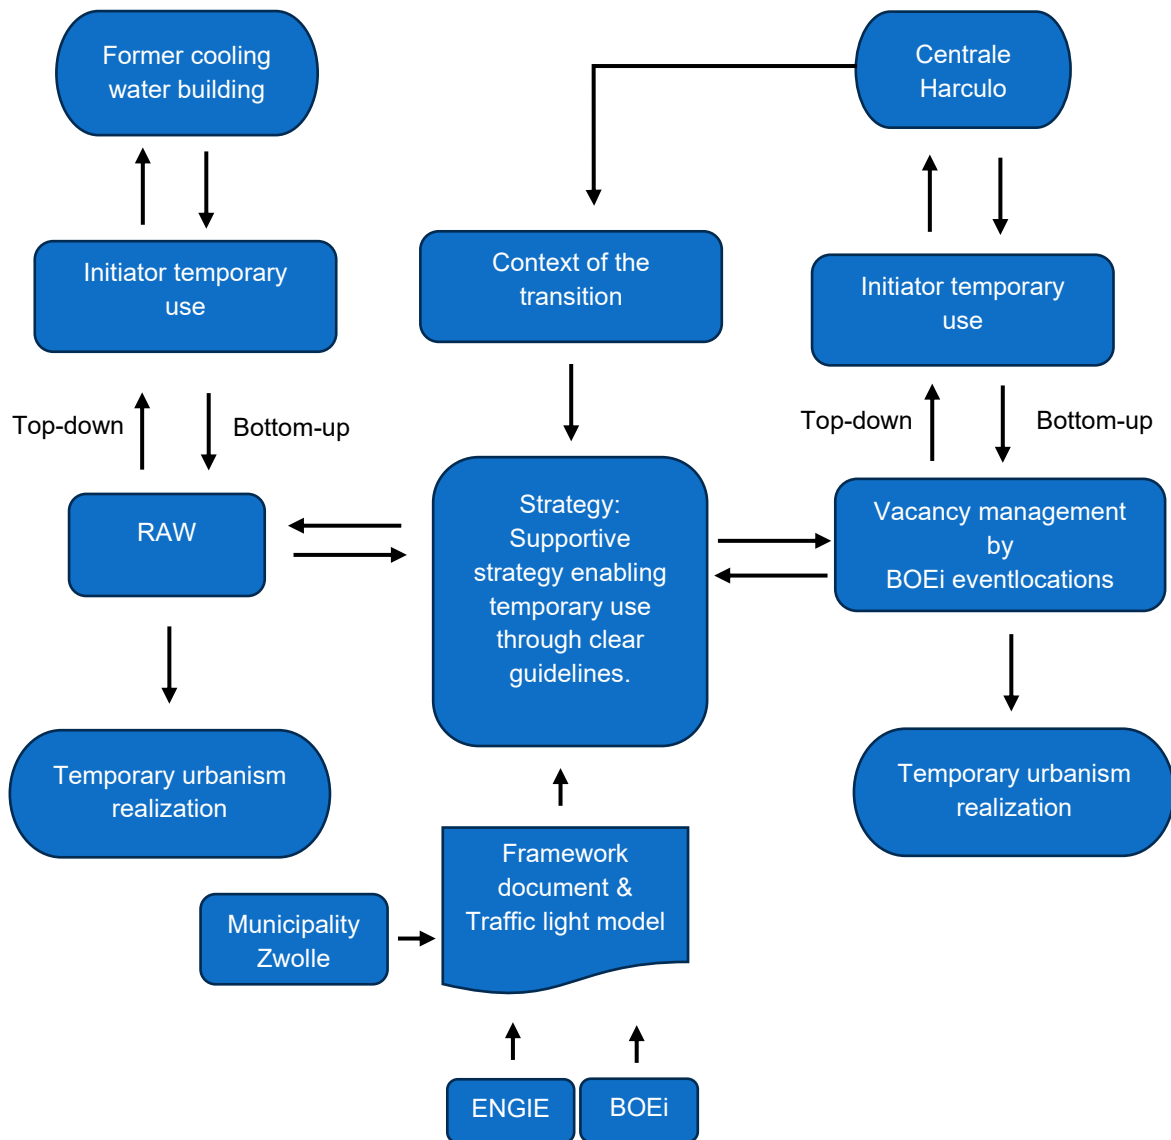 Former cooling
water building
Centrale
Harculo
Initiator temporary
use
Context of the
transition
Initiator temporary
use
Top-down
Bottom-up
Top-down
Bottom-up
RAW
Strategy:
Supportive
strategy enabling
temporary use
through clear
guidelines.
Vacancy management
by
BOEi eventlocations
Temporary urbanism
realization
Temporary urbanism
realization
Framework
document &
Traffic light model
Municipality
Zwolle
ENGIE
BOEi